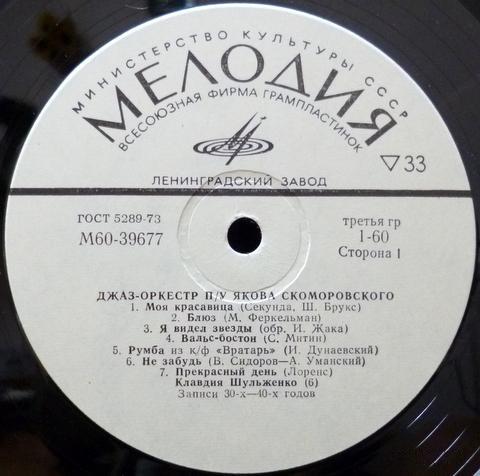 МИНИСТЕРСТВО КУЛЬТУРЫ СССР
МЕЛОДИЯ
ВСЕСОЮЗНАЯ ФИРМА ГРАМПЛАСТИНОК
▽33
ЛЕНИНГРАДСКИЙ ЗАВОД
ГОСТ 5289-73
М60-39677
третья гр
1-60
Сторона 1
ДЖАЗ-ОРКЕСТР П/У ЯКОВА СКОМОРОВСКОГО
1. Моя красавица (Секунда, Ш. Брукс)
2. Блюз (М. Феркельман)
3. Я видел звезды (обр. И. Жака)
4. Вальс-бостон (С. Митин)
5. Румба из к/ф «Вратарь» (И. Дунаевский)
6. Не забудь (В. Сидоров—А. Уманский)
7. Прекрасный день (Лоренс)
Клавдия Шульженко (6)
Записи 30-х—40-х годов